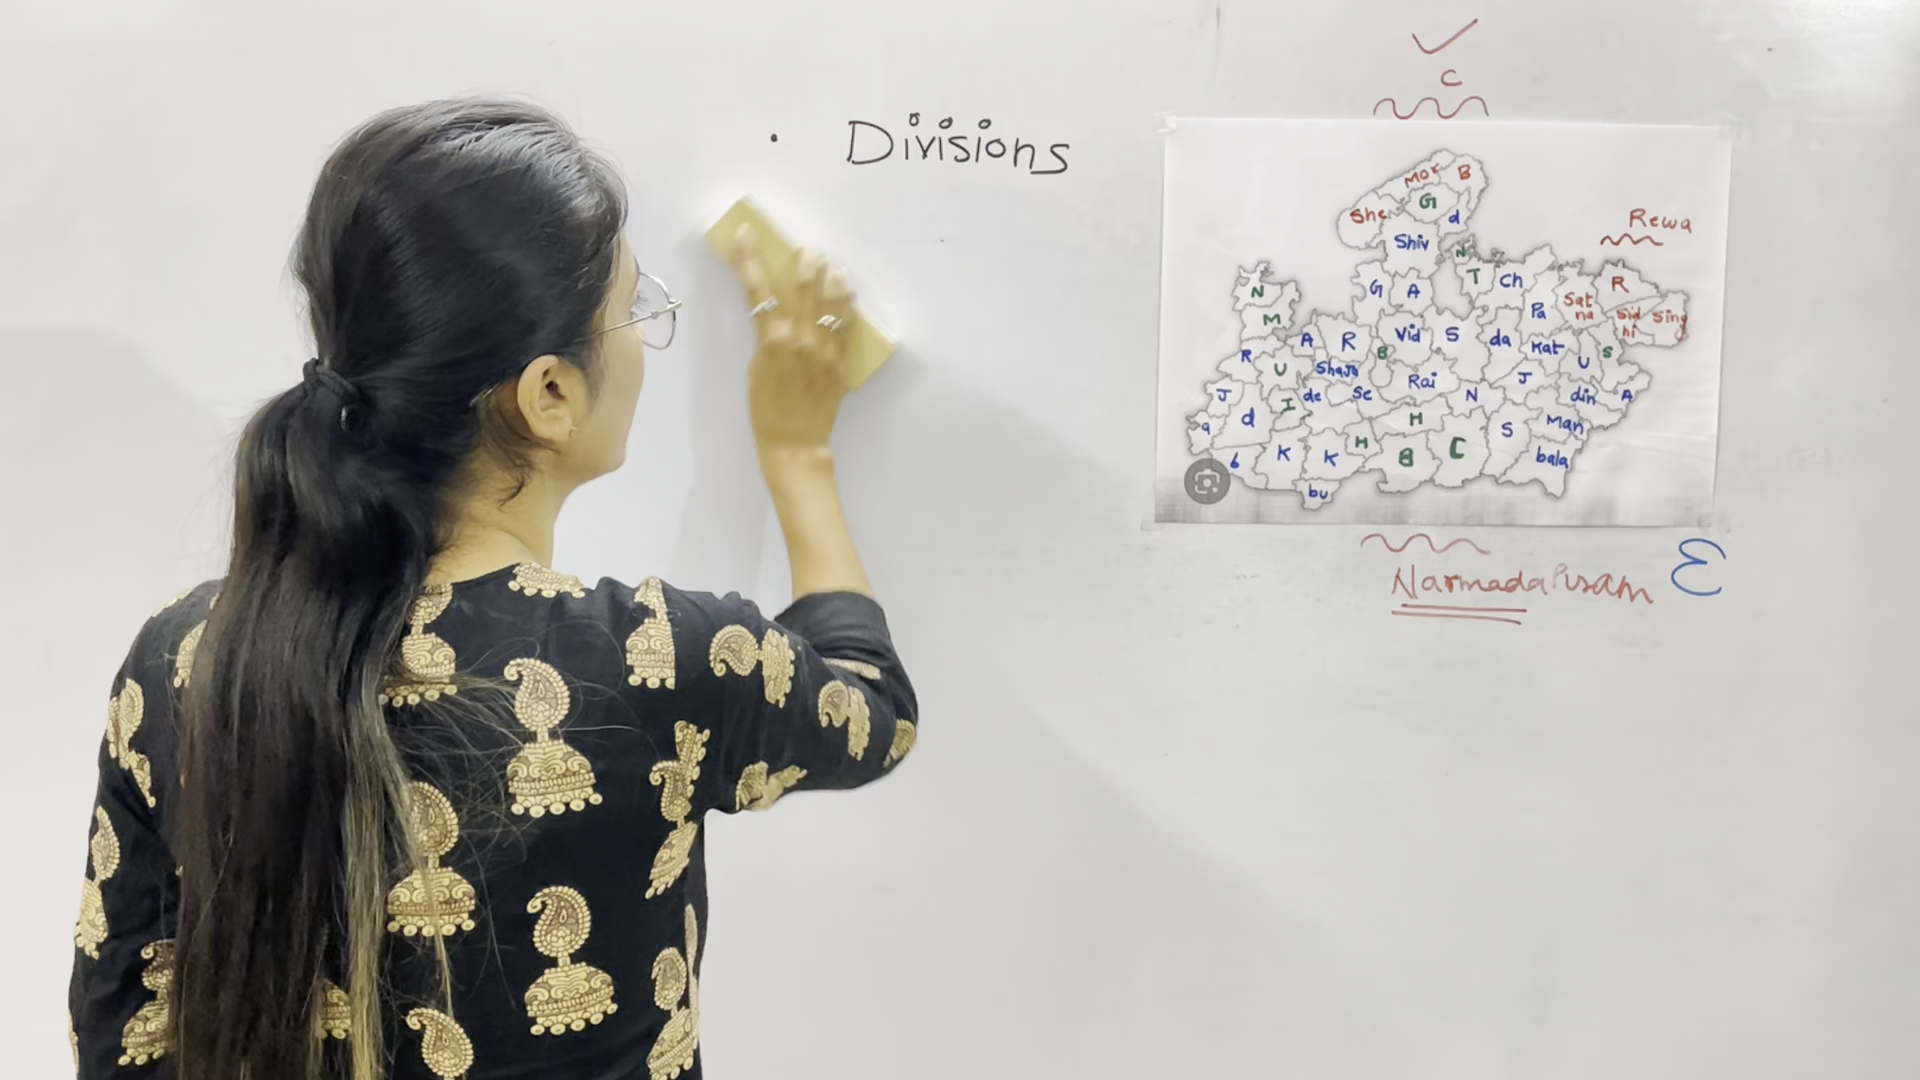 Divisions
C
Mor B
G
She d
Shiv
Rewa
N
G A T Ch R
N Pa Sat
na Sid
hi Sing
M
A R B Vid S da Kat U S
R U Shaja Rai J
J I de Se N din A
a d H S Man
b K K H B C bala
bu
NarmadaPuram